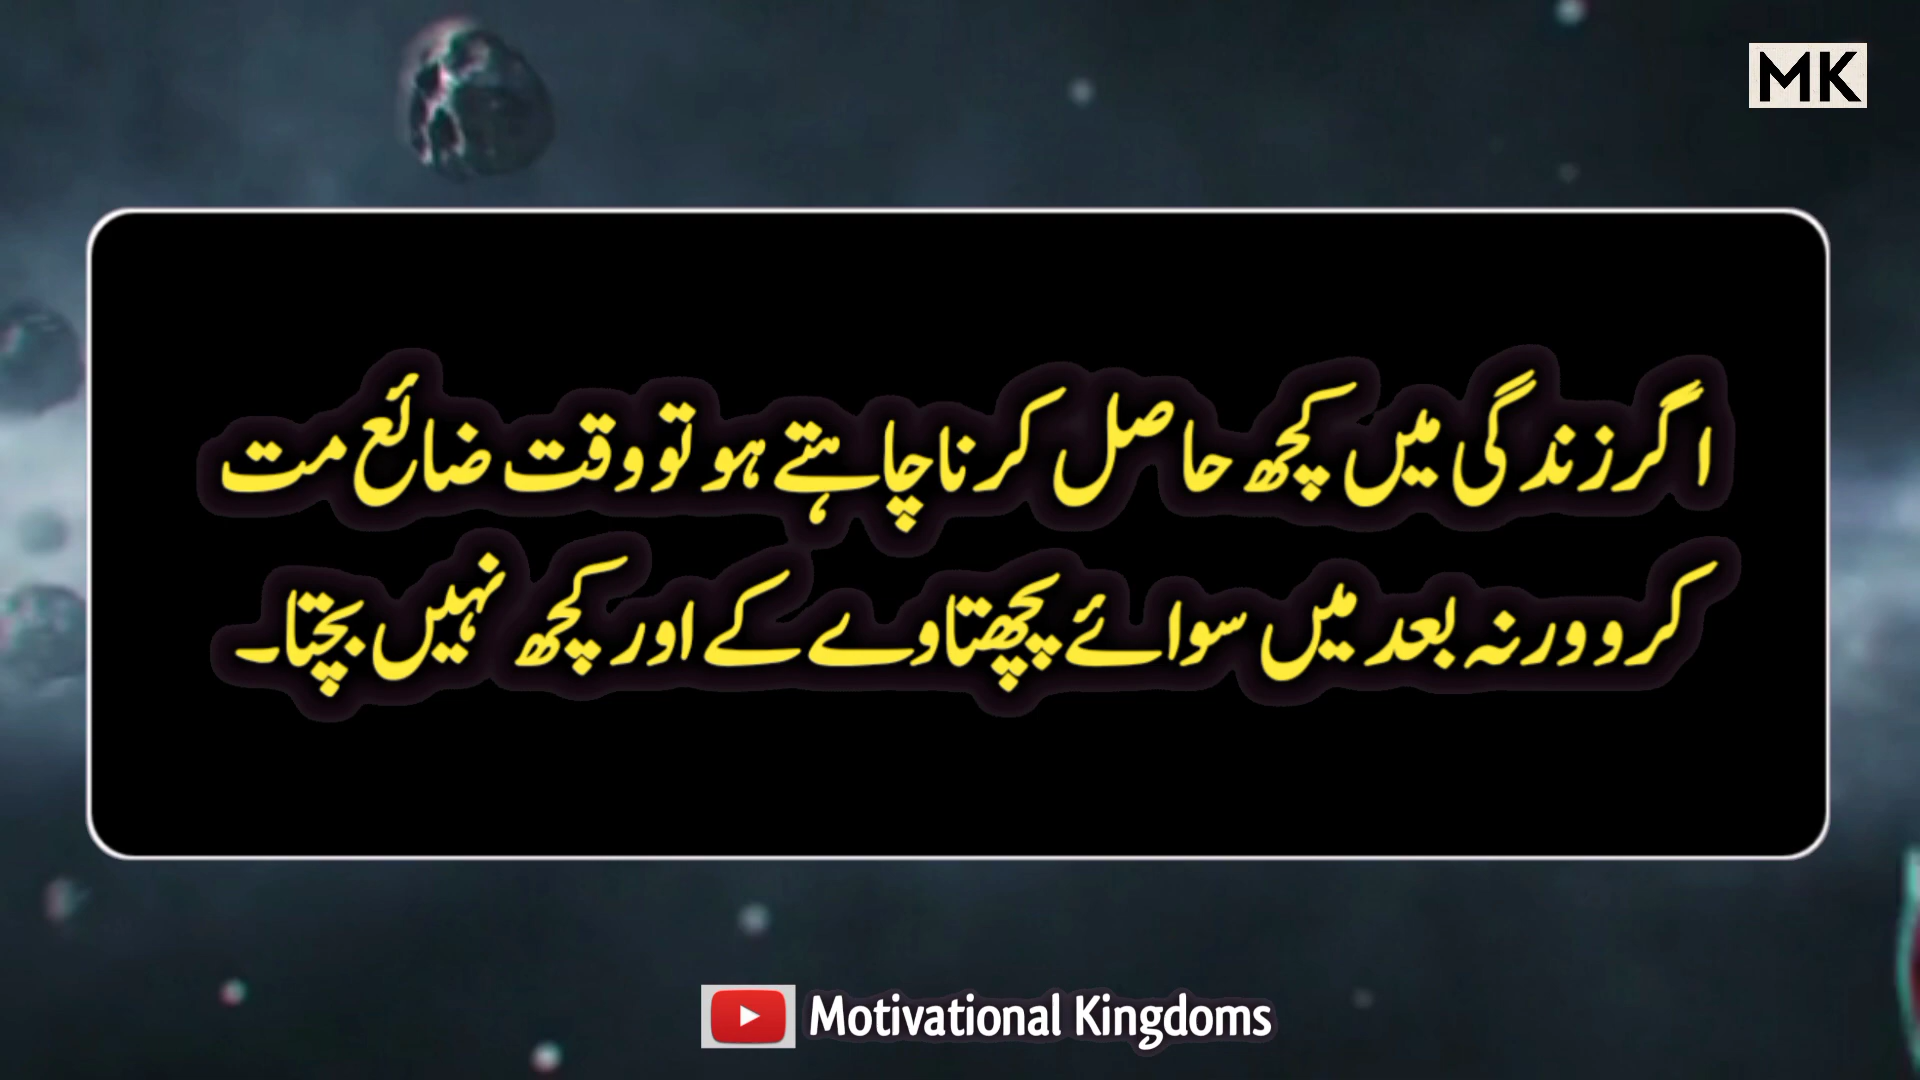 MK
اگر زندگی میں کچھ حاصل کرنا چاہتے ہو تو وقت ضائع مت
کرو ورنہ بعد میں سوائے پچھتاوے کے اور کچھ نہیں بچتا۔
Motivational Kingdoms